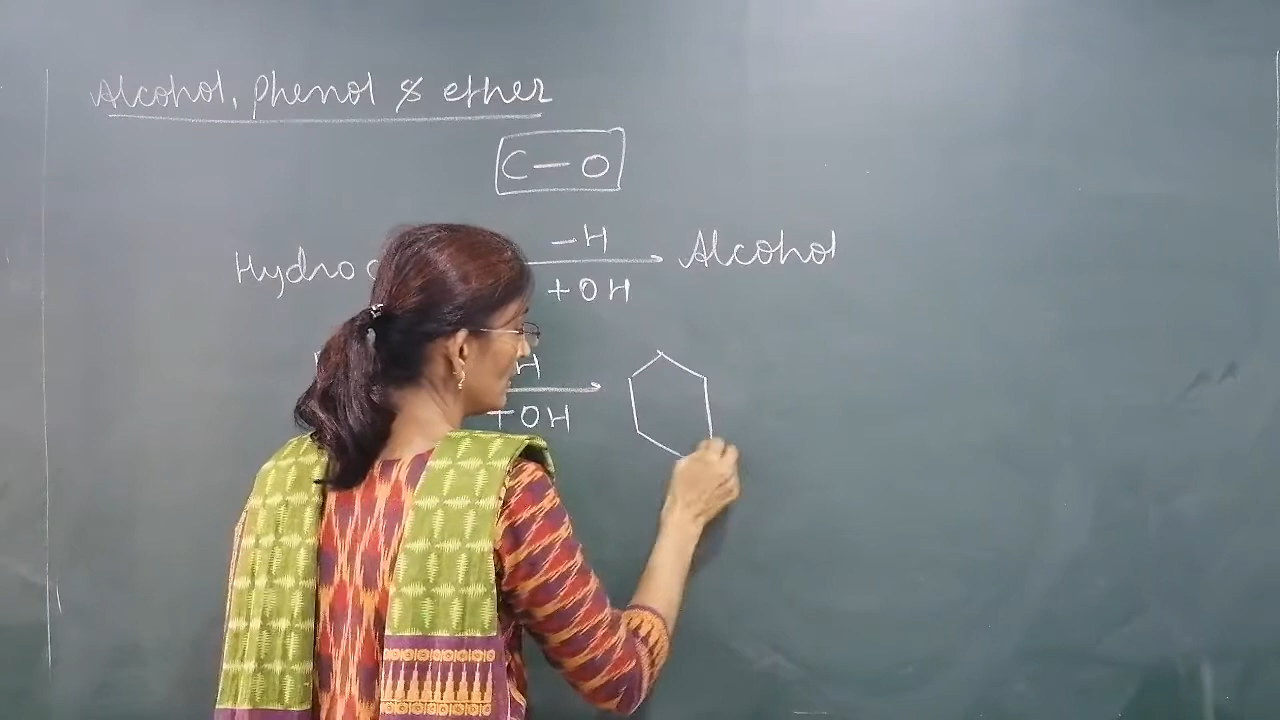 Alcohol, Phenol & ether
C — O
-H
Hydro Alcohol
+OH
H
+OH